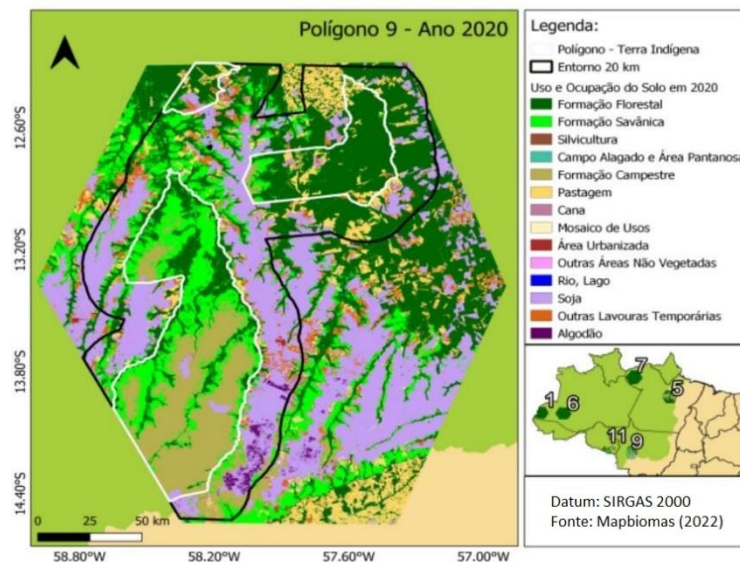 Polígono 9 - Ano 2020
12.60°S
13.20°S
13.80°S
14.40°S
0 25 50 km
58.80°W 58.20°W 57.60°W 57.00°W
Legenda:
Polígono - Terra Indígena
Entorno 20 km
Uso e Ocupação do Solo em 2020
Formação Florestal
Formação Savânica
Silvicultura
Campo Alagado e Área Pantanosa
Formação Campestre
Pastagem
Cana
Mosaico de Usos
Área Urbanizada
Outras Áreas Não Vegetadas
Rio, Lago
Soja
Outras Lavouras Temporárias
Algodão
7
5
1
6
11
9
Datum: SIRGAS 2000
Fonte: Mapbiomas (2022)